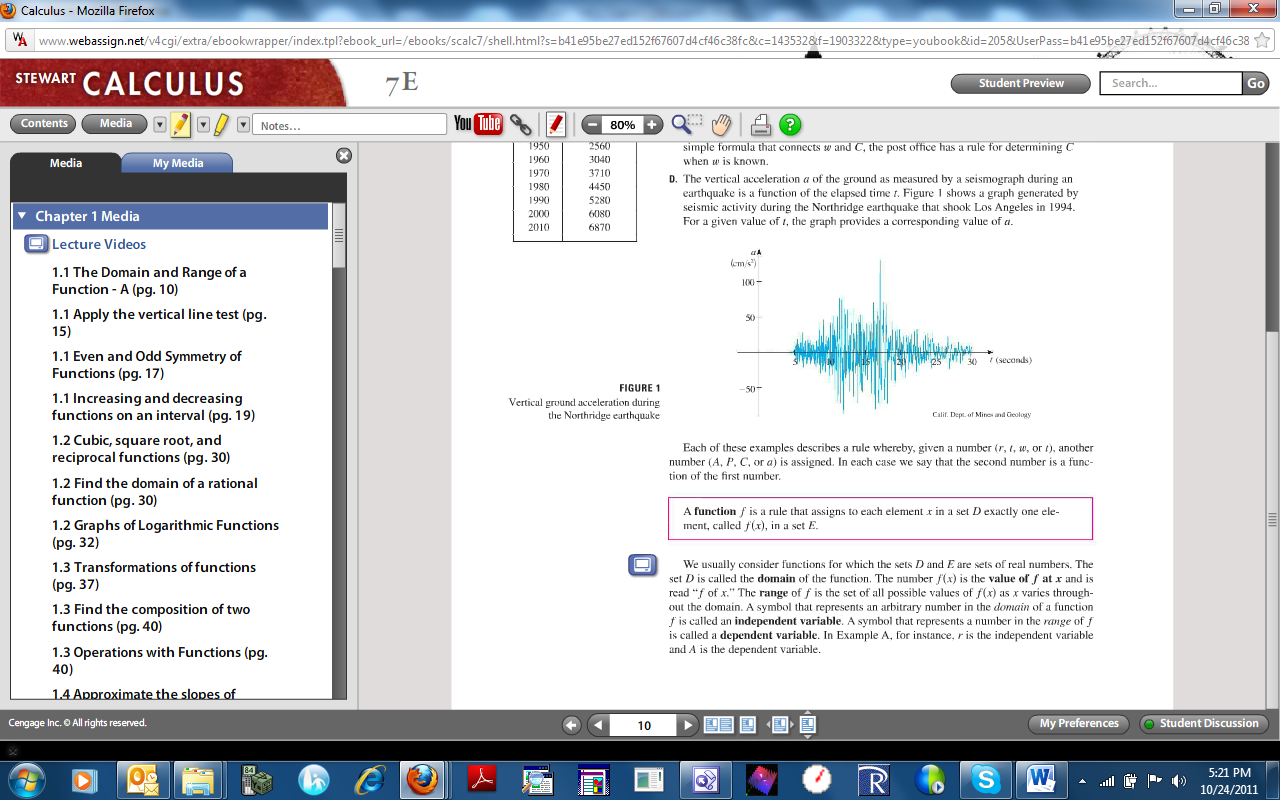 Calculus - Mozilla Firefox
www.webassign.net/v4cgi/extra/ebookwrapper/index.tpl?ebook_url=/ebooks/scalc7/shell.html?s=b41e95be27ed152f67607d4cf46c38fc&c=143532&f=1903322&type=youbook&id=205&UserPass=b41e95be27ed152f67607d4cf46c38
STEWART CALCULUS 7E
Student Preview
Search... Go
Contents Media Notes... YouTube 80% ?
Media My Media
Chapter 1 Media
Lecture Videos
1.1 The Domain and Range of a
Function - A (pg. 10)
1.1 Apply the vertical line test (pg.
15)
1.1 Even and Odd Symmetry of
Functions (pg. 17)
1.1 Increasing and decreasing
functions on an interval (pg. 19)
1.2 Cubic, square root, and
reciprocal functions (pg. 30)
1.2 Find the domain of a rational
function (pg. 30)
1.2 Graphs of Logarithmic Functions
(pg. 32)
1.3 Transformations of functions
(pg. 37)
1.3 Find the composition of two
functions (pg. 40)
1.3 Operations with Functions (pg.
40)
1.4 Approximate the slopes of
1950 2560
1960 3040
1970 3710
1980 4450
1990 5280
2000 6080
2010 6870
simple formula that connects w and C, the post office has a rule for determining C
when w is known.
D. The vertical acceleration a of the ground as measured by a seismograph during an
earthquake is a function of the elapsed time t. Figure 1 shows a graph generated by
seismic activity during the Northridge earthquake that shook Los Angeles in 1994.
For a given value of t, the graph provides a corresponding value of a.
a
(cm/s²)
100
50
5 10 15 20 25 30 t (seconds)
−50
Calif. Dept. of Mines and Geology
FIGURE 1
Vertical ground acceleration during
the Northridge earthquake
Each of these examples describes a rule whereby, given a number (r, t, w, or t), another
number (A, P, C, or a) is assigned. In each case we say that the second number is a func-
tion of the first number.
A function f is a rule that assigns to each element x in a set D exactly one ele-
ment, called f(x), in a set E.
We usually consider functions for which the sets D and E are sets of real numbers. The
set D is called the domain of the function. The number f(x) is the value of f at x and is
read “f of x.” The range of f is the set of all possible values of f(x) as x varies through-
out the domain. A symbol that represents an arbitrary number in the domain of a function
f is called an independent variable. A symbol that represents a number in the range of f
is called a dependent variable. In Example A, for instance, r is the independent variable
and A is the dependent variable.
Cengage Inc. © All rights reserved.
10
My Preferences Student Discussion
5:21 PM
10/24/2011